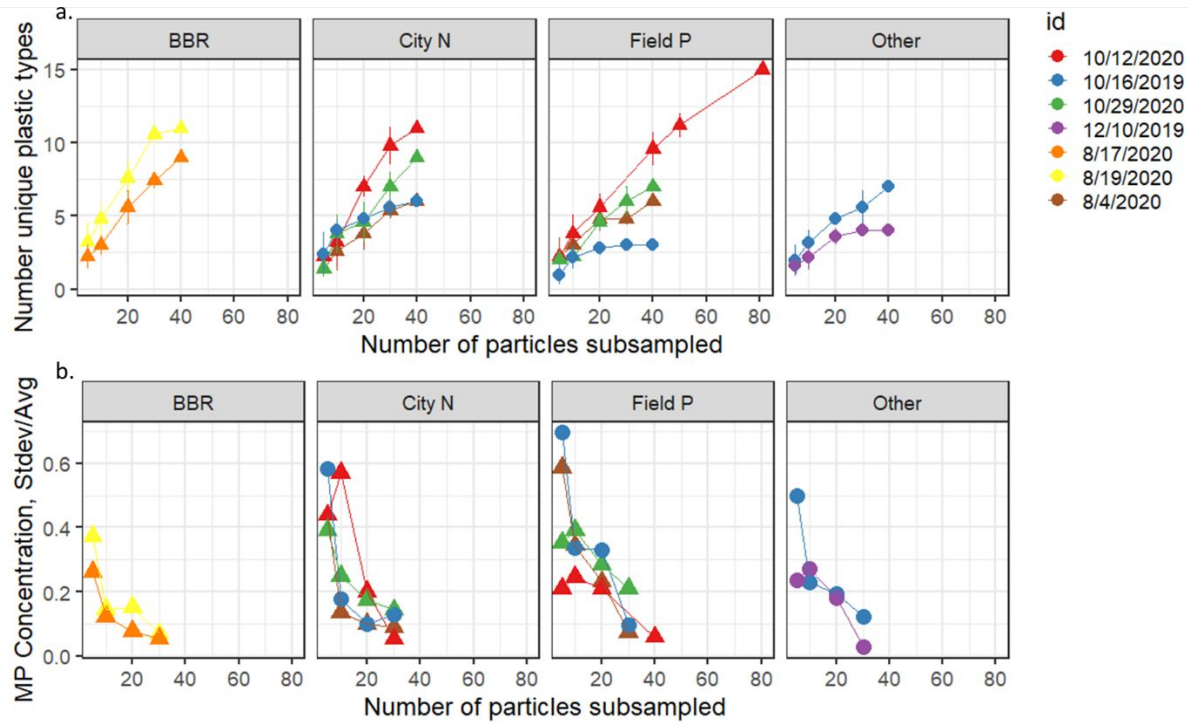 a.
BBR
City N
Field P
Other
15
10
5
0
20 40 60 80 20 40 60 80 20 40 60 80 20 40 60 80
Number unique plastic types
Number of particles subsampled
id
10/12/2020
10/16/2019
10/29/2020
12/10/2019
8/17/2020
8/19/2020
8/4/2020
b.
BBR
City N
Field P
Other
0.6
0.4
0.2
0.0
20 40 60 80 20 40 60 80 20 40 60 80 20 40 60 80
MP Concentration, Stdev/Avg
Number of particles subsampled